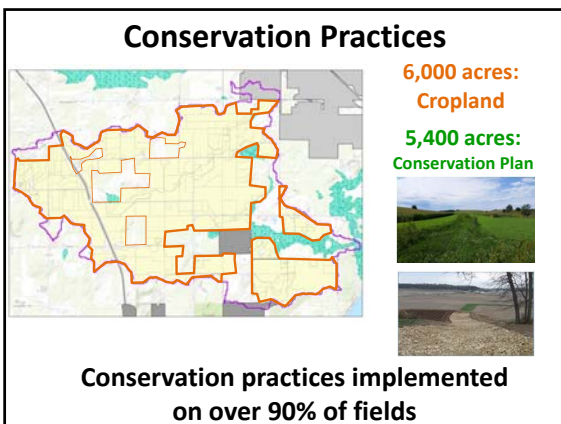 Conservation Practices
6,000 acres:
Cropland
5,400 acres:
Conservation Plan
Conservation practices implemented
on over 90% of fields